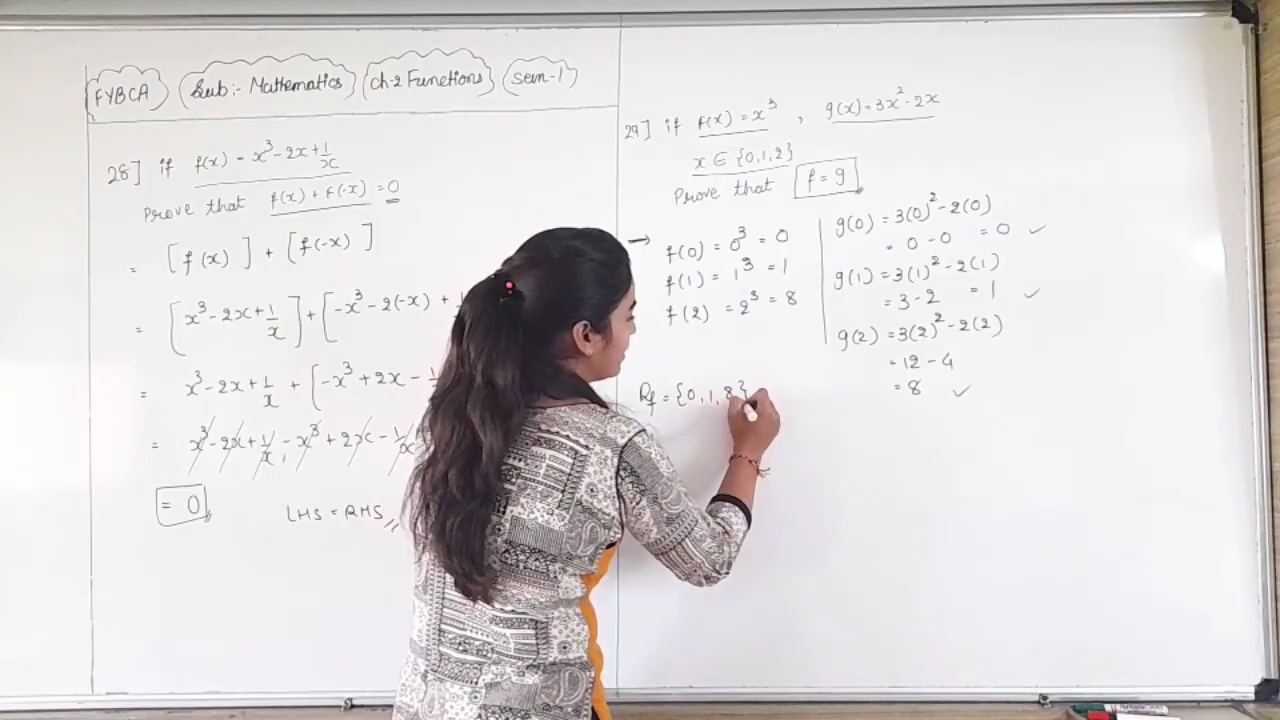 FYBCA Sub:- Mathematics ch-2 Functions Sem-1
28] if f(x) = x³-2x+1/x
Prove that f(x)+f(-x) =0
= [f(x)] + [f(-x)]
= [x³-2x+1/x]+[-x³-2(-x)+
= x³-2x+1/x + [-x³+2x-
= x³-2x+1/x,-x³+2x-1/x
= 0
LHS = RHS
29] if f(x)=x³ , g(x)=3x²-2x
x ∈ {0,1,2}
Prove that f=g
→ f(0) = 0³ = 0
f(1) = 1³ = 1
f(2) = 2³ = 8
Rf = {0,1,8}
g(0) = 3(0)²-2(0)
= 0-0 = 0 ✓
g(1) = 3(1)²-2(1)
= 3-2 = 1 ✓
g(2) = 3(2)²-2(2)
= 12-4
= 8 ✓